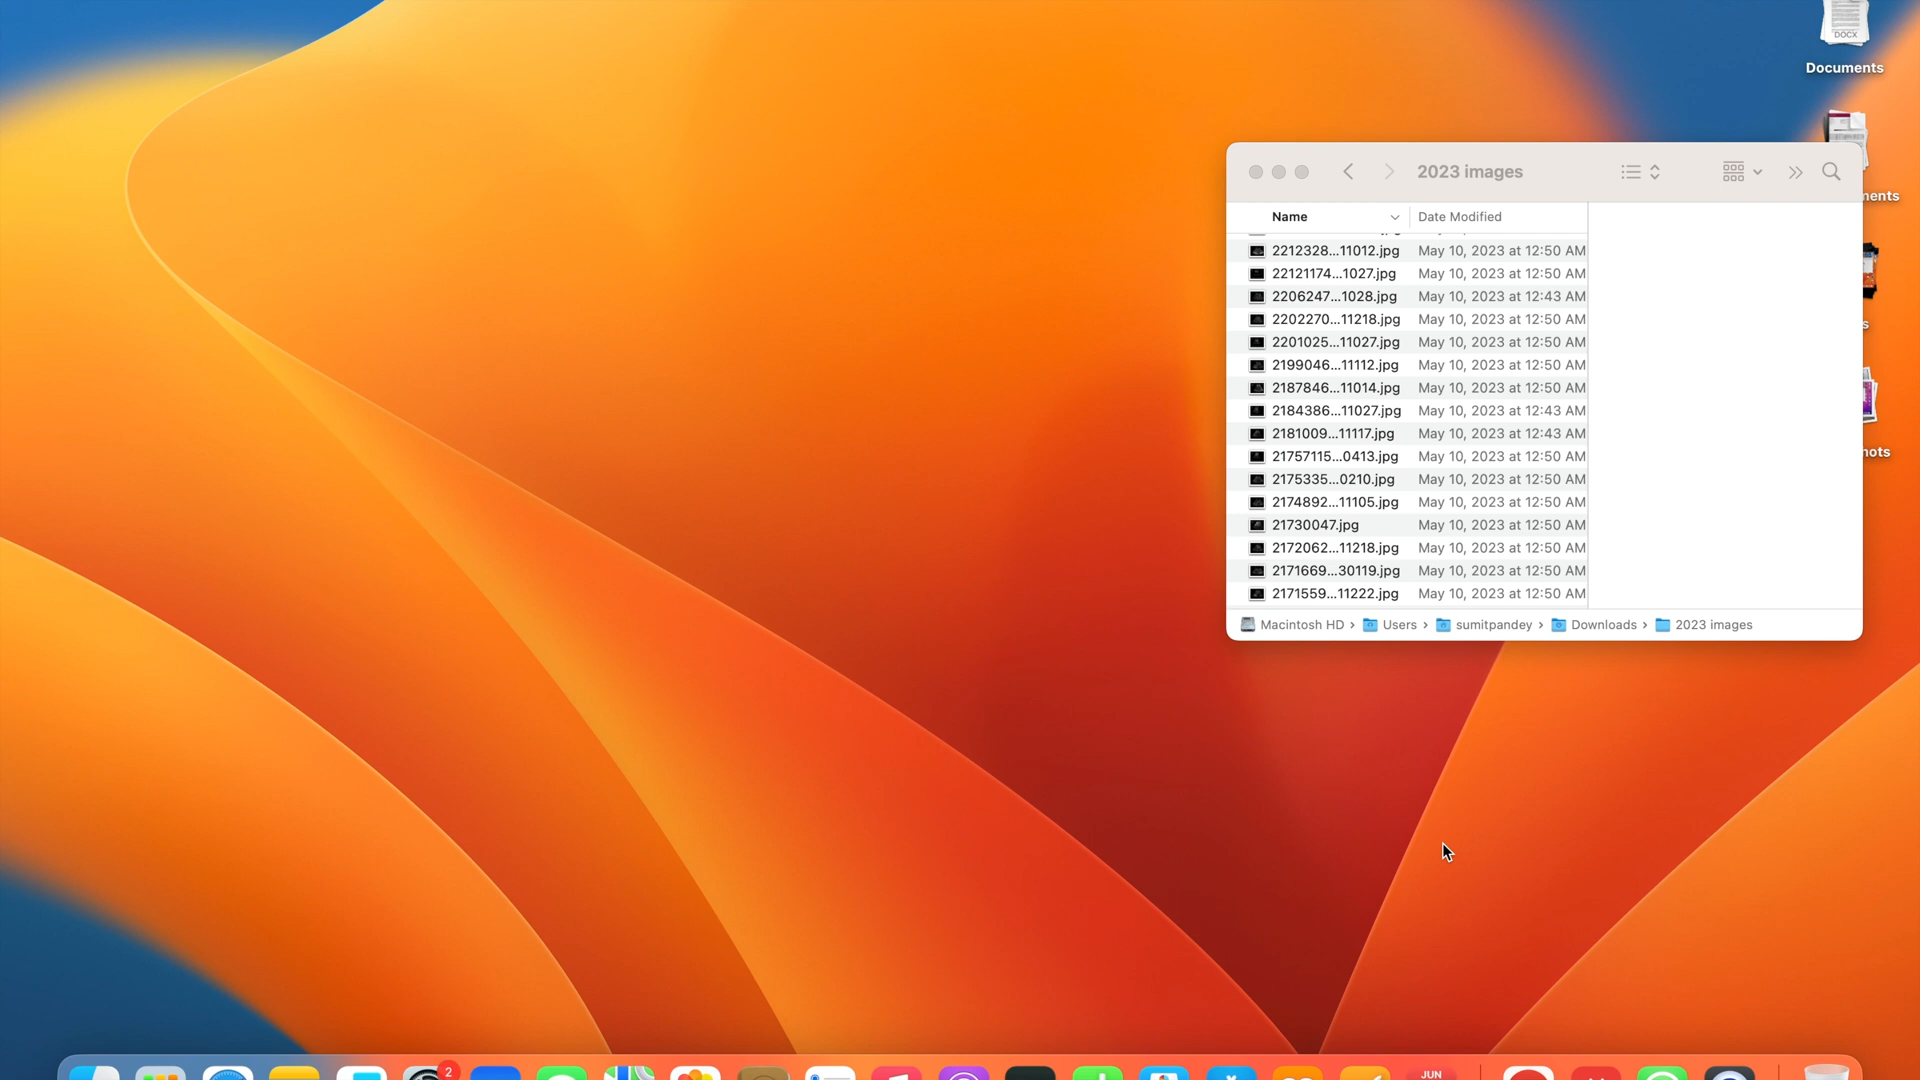 DOCX
Documents
ments
s
hots
2023 images
Name Date Modified
2212328...11012.jpg May 10, 2023 at 12:50 AM
22121174...1027.jpg May 10, 2023 at 12:50 AM
2206247...1028.jpg May 10, 2023 at 12:43 AM
2202270...11218.jpg May 10, 2023 at 12:50 AM
2201025...11027.jpg May 10, 2023 at 12:50 AM
2199046...11112.jpg May 10, 2023 at 12:50 AM
2187846...11014.jpg May 10, 2023 at 12:50 AM
2184386...11027.jpg May 10, 2023 at 12:43 AM
2181009...11117.jpg May 10, 2023 at 12:43 AM
21757115...0413.jpg May 10, 2023 at 12:50 AM
2175335...0210.jpg May 10, 2023 at 12:50 AM
2174892...11105.jpg May 10, 2023 at 12:50 AM
21730047.jpg May 10, 2023 at 12:50 AM
2172062...11218.jpg May 10, 2023 at 12:50 AM
2171669...30119.jpg May 10, 2023 at 12:50 AM
2171559...11222.jpg May 10, 2023 at 12:50 AM
Macintosh HD › Users › sumitpandey › Downloads › 2023 images
2
JUN